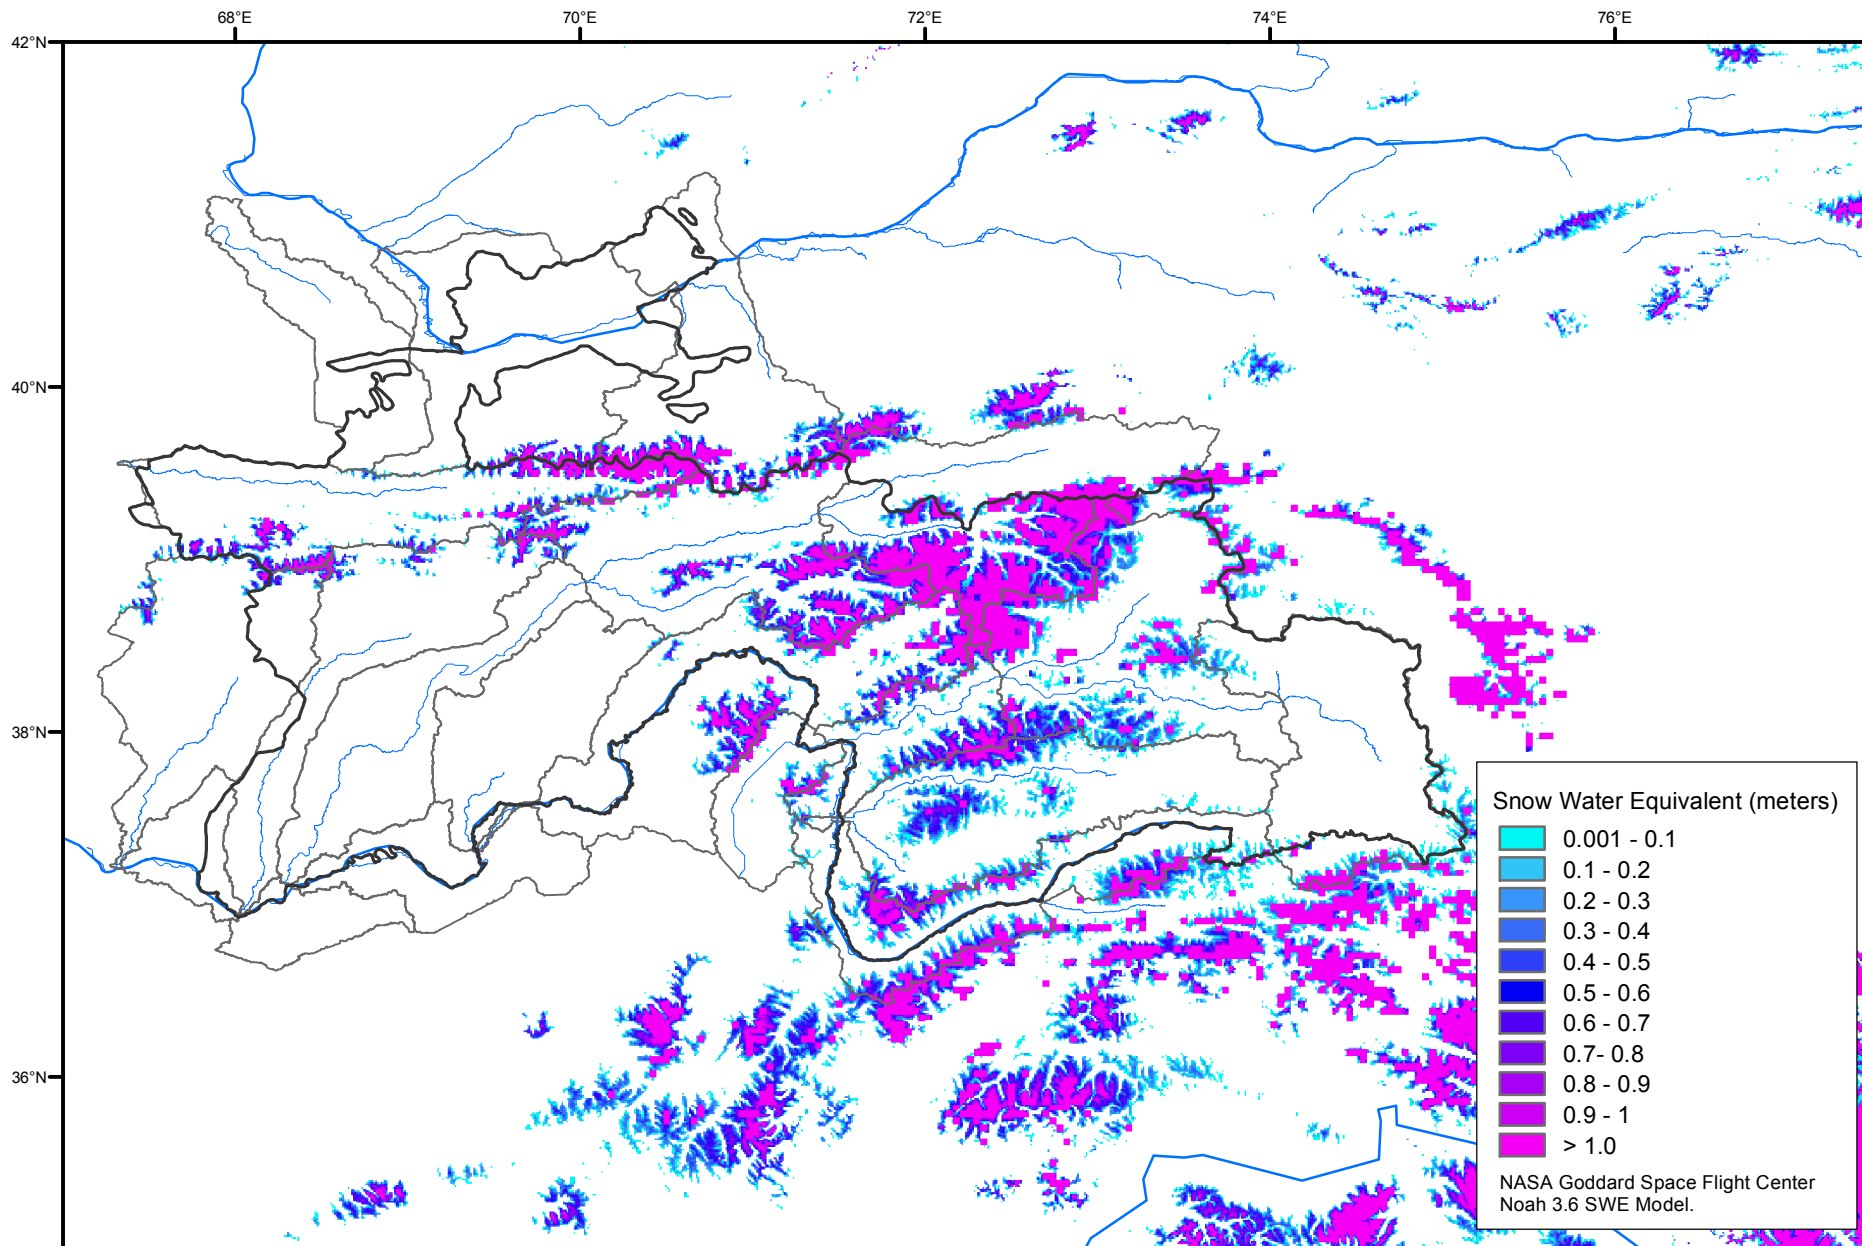 68°E
70°E
72°E
74°E
76°E
42°N
40°N
38°N
36°N
Snow Water Equivalent (meters)
0.001 - 0.1
0.1 - 0.2
0.2 - 0.3
0.3 - 0.4
0.4 - 0.5
0.5 - 0.6
0.6 - 0.7
0.7- 0.8
0.8 - 0.9
0.9 - 1
> 1.0
NASA Goddard Space Flight Center
Noah 3.6 SWE Model.